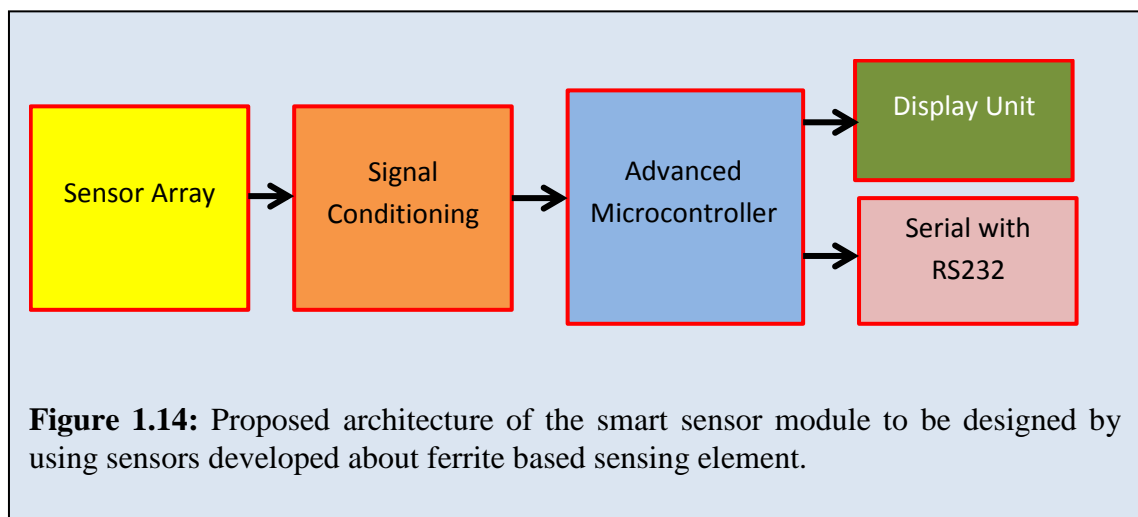 Sensor Array
Signal
Conditioning
Advanced
Microcontroller
Display Unit
Serial with
RS232
Figure 1.14: Proposed architecture of the smart sensor module to be designed by
using sensors developed about ferrite based sensing element.